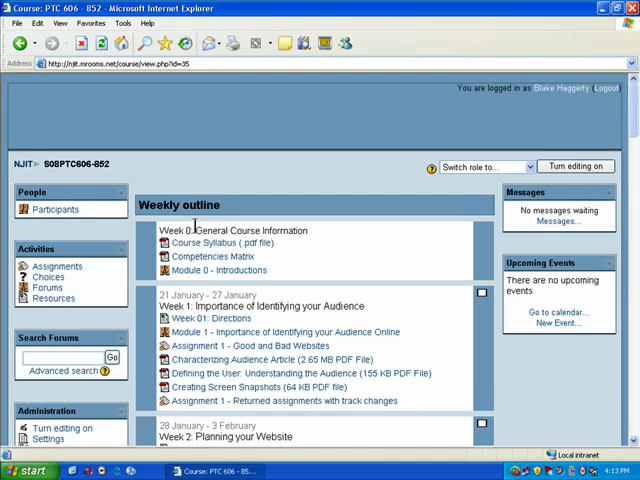 Course: PTC 606 - 852 - Microsoft Internet Explorer
File Edit View Favorites Tools Help
Address http://njit.mrooms.net/course/view.php?id=35
You are logged in as Blake Haggerty (Logout)
NJIT ► S08PTC606-852
Switch role to...
Turn editing on
People
Participants
Activities
Assignments
Choices
Forums
Resources
Search Forums
Go
Advanced search
Administration
Turn editing on
Settings
Weekly outline
Week 0: General Course Information
Course Syllabus (.pdf file)
Competencies Matrix
Module 0 - Introductions
21 January - 27 January
Week 1: Importance of Identifying your Audience
Week 01: Directions
Module 1 - Importance of Identifying your Audience Online
Assignment 1 - Good and Bad Websites
Characterizing Audience Article (2.65 MB PDF File)
Defining the User: Understanding the Audience (155 KB PDF File)
Creating Screen Snapshots (64 KB PDF file)
Assignment 1 - Returned assignments with track changes
28 January - 3 February
Week 2: Planning your Website
Messages
No messages waiting
Messages...
Upcoming Events
There are no upcoming
events
Go to calendar...
New Event...
Local intranet
start
Course: PTC 606 - 85...
4:13 PM